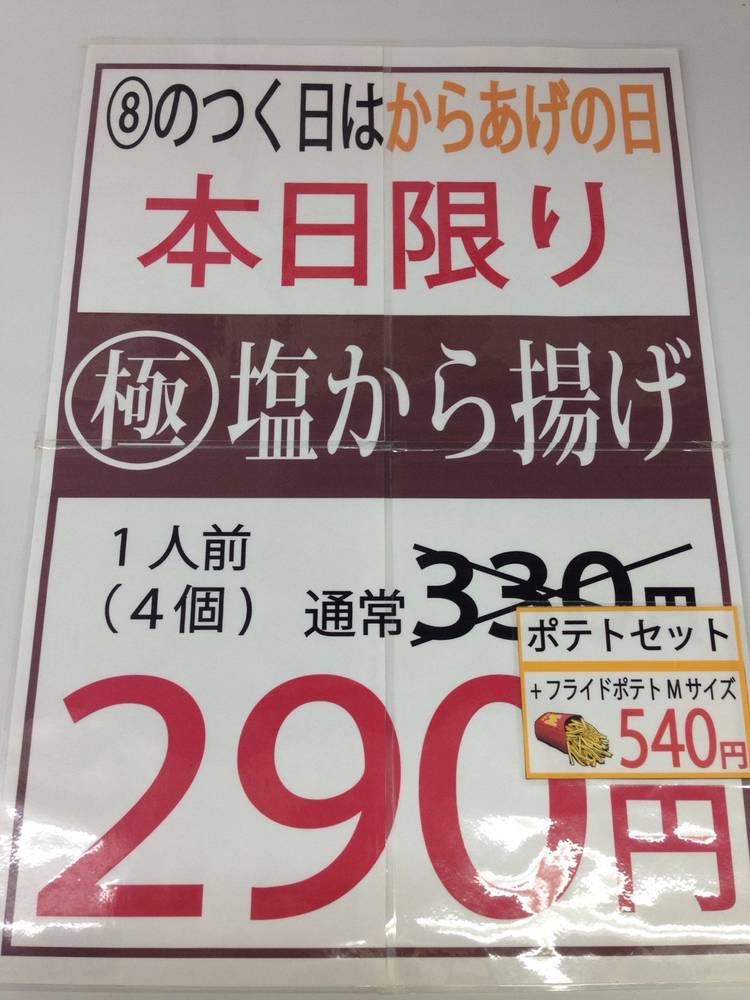 ⑧のつく日はからあげの日
本日限り
極 塩から揚げ
1人前
(4個) 通常 330円
290円
ポテトセット
+フライドポテトMサイズ
540円